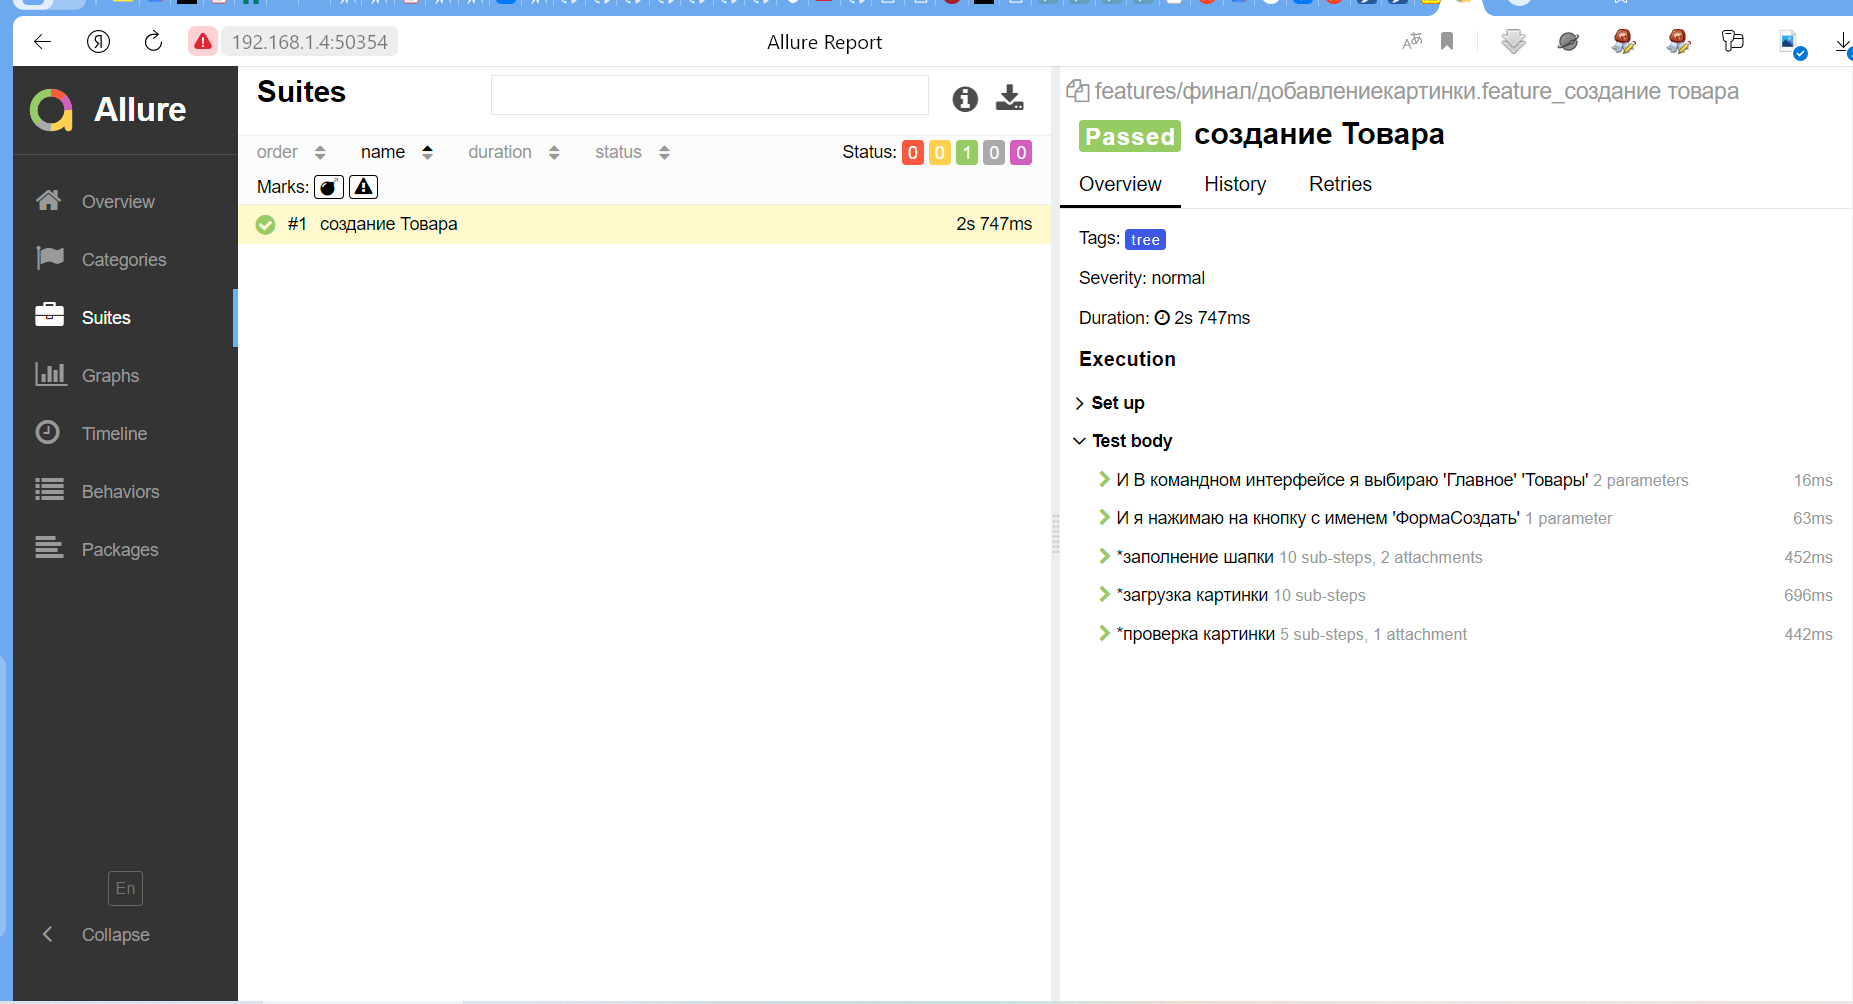 192.168.1.4:50354
Allure Report
Allure
Overview
Categories
Suites
Graphs
Timeline
Behaviors
Packages
En
Collapse
Suites
order name duration status Status: 0 0 1 0 0
Marks:
#1 создание Товара 2s 747ms
features/финал/добавлениекартинки.feature_создание товара
Passed создание Товара
Overview History Retries
Tags: tree
Severity: normal
Duration: 2s 747ms
Execution
Set up
Test body
И В командном интерфейсе я выбираю 'Главное' 'Товары' 2 parameters 16ms
И я нажимаю на кнопку с именем 'ФормаСоздать' 1 parameter 63ms
*заполнение шапки 10 sub-steps, 2 attachments 452ms
*загрузка картинки 10 sub-steps 696ms
*проверка картинки 5 sub-steps, 1 attachment 442ms